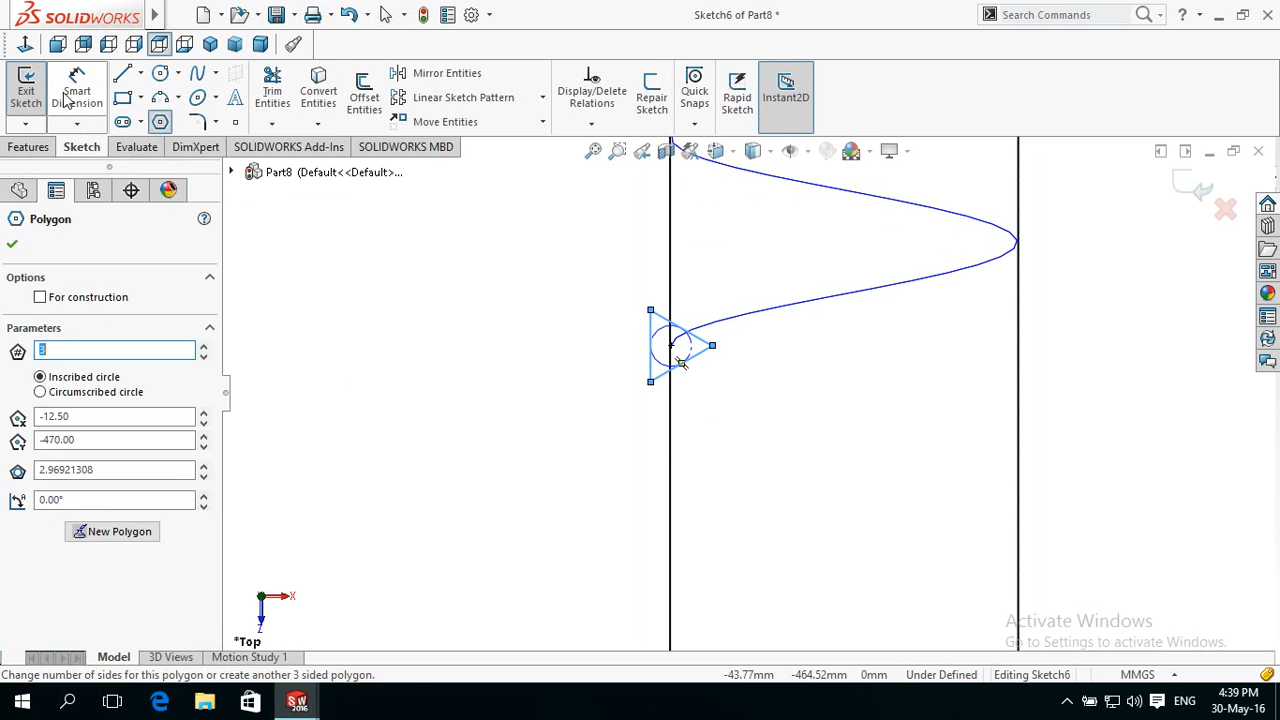 SOLIDWORKS
Sketch6 of Part8 *
Search Commands
Exit Sketch
Smart Dimension
Trim Entities
Convert Entities
Offset Entities
Mirror Entities
Linear Sketch Pattern
Move Entities
Display/Delete Relations
Repair Sketch
Quick Snaps
Rapid Sketch
Instant2D
Features
Sketch
Evaluate
DimXpert
SOLIDWORKS Add-Ins
SOLIDWORKS MBD
Part8 (Default<<Default>...
Polygon
Options
For construction
Parameters
3
Inscribed circle
Circumscribed circle
-12.50
-470.00
2.96921308
0.00°
New Polygon
X
Z
*Top
Activate Windows
Go to Settings to activate Windows.
Model
3D Views
Motion Study 1
Change number of sides for this polygon or create another 3 sided polygon.
-43.77mm
-464.52mm
0mm
Under Defined
Editing Sketch6
MMGS
SW
2016
ENG
4:39 PM
30-May-16